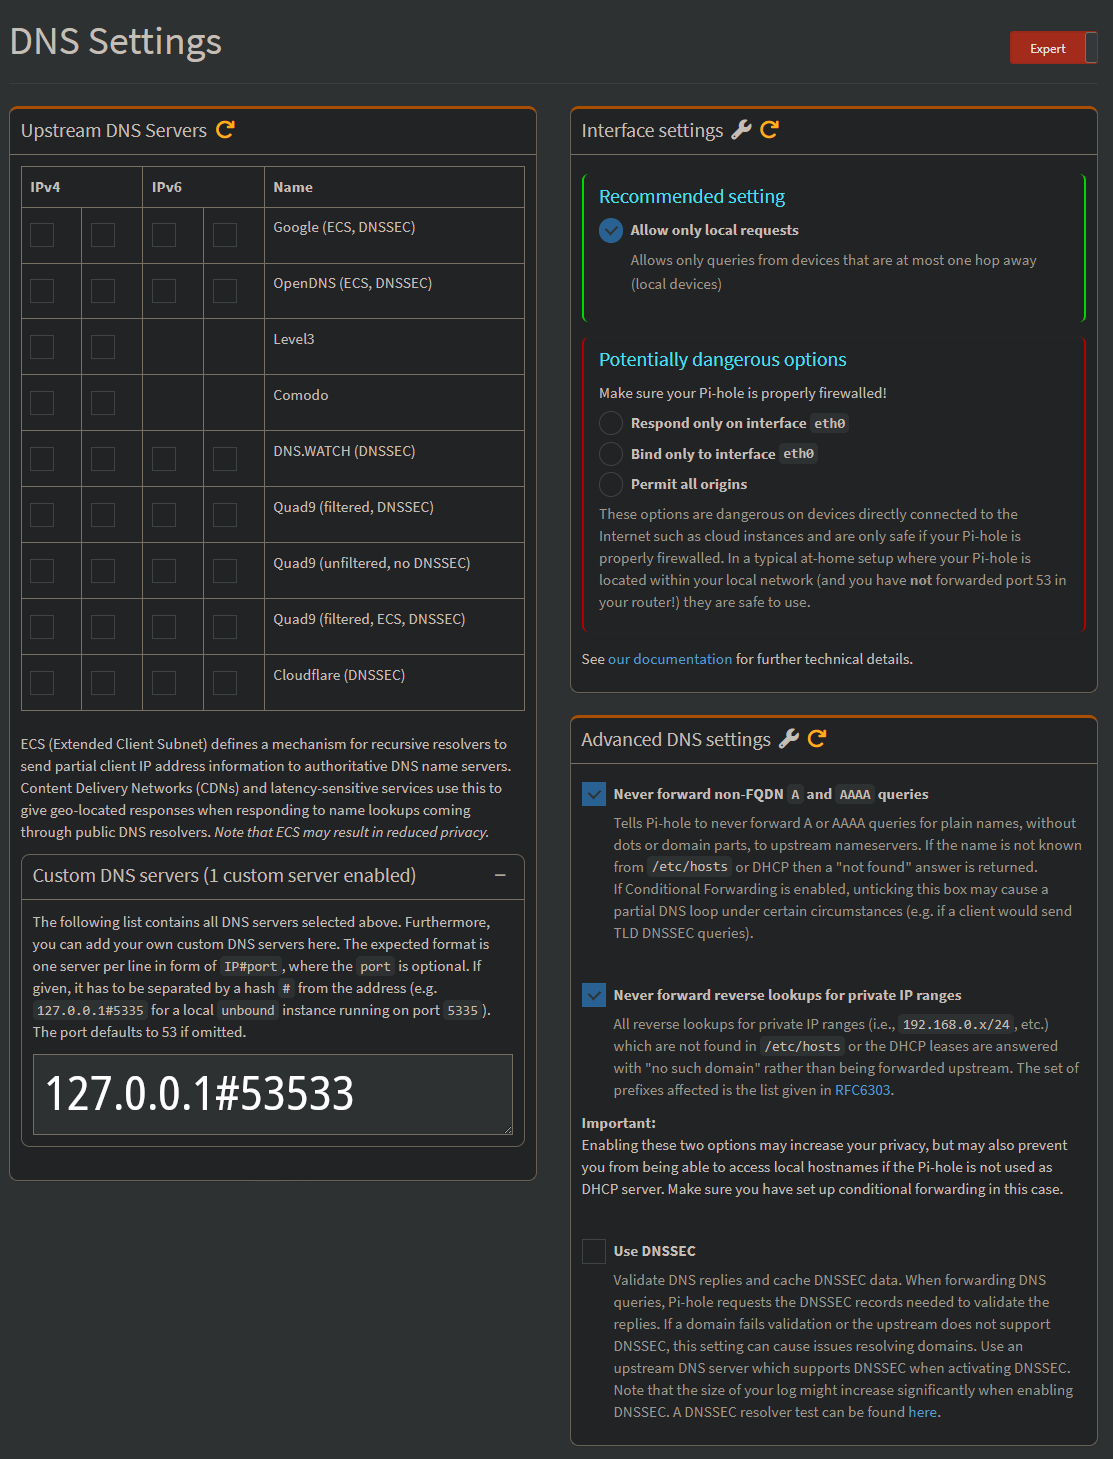 DNS Settings
Expert
Upstream DNS Servers
IPv4 IPv6 Name
Google (ECS, DNSSEC)
OpenDNS (ECS, DNSSEC)
Level3
Comodo
DNS.WATCH (DNSSEC)
Quad9 (filtered, DNSSEC)
Quad9 (unfiltered, no DNSSEC)
Quad9 (filtered, ECS, DNSSEC)
Cloudflare (DNSSEC)
ECS (Extended Client Subnet) defines a mechanism for recursive resolvers to
send partial client IP address information to authoritative DNS name servers.
Content Delivery Networks (CDNs) and latency-sensitive services use this to
give geo-located responses when responding to name lookups coming
through public DNS resolvers. Note that ECS may result in reduced privacy.
Custom DNS servers (1 custom server enabled)
The following list contains all DNS servers selected above. Furthermore,
you can add your own custom DNS servers here. The expected format is
one server per line in form of IP#port, where the port is optional. If
given, it has to be separated by a hash # from the address (e.g.
127.0.0.1#5335 for a local unbound instance running on port 5335).
The port defaults to 53 if omitted.
127.0.0.1#53533
Interface settings
Recommended setting
Allow only local requests
Allows only queries from devices that are at most one hop away
(local devices)
Potentially dangerous options
Make sure your Pi-hole is properly firewalled!
Respond only on interface eth0
Bind only to interface eth0
Permit all origins
These options are dangerous on devices directly connected to the
Internet such as cloud instances and are only safe if your Pi-hole is
properly firewalled. In a typical at-home setup where your Pi-hole is
located within your local network (and you have not forwarded port 53 in
your router!) they are safe to use.
See our documentation for further technical details.
Advanced DNS settings
Never forward non-FQDN A and AAAA queries
Tells Pi-hole to never forward A or AAAA queries for plain names, without
dots or domain parts, to upstream nameservers. If the name is not known
from /etc/hosts or DHCP then a "not found" answer is returned.
If Conditional Forwarding is enabled, unticking this box may cause a
partial DNS loop under certain circumstances (e.g. if a client would send
TLD DNSSEC queries).
Never forward reverse lookups for private IP ranges
All reverse lookups for private IP ranges (i.e., 192.168.0.x/24, etc.)
which are not found in /etc/hosts or the DHCP leases are answered
with "no such domain" rather than being forwarded upstream. The set of
prefixes affected is the list given in RFC6303.
Important:
Enabling these two options may increase your privacy, but may also prevent
you from being able to access local hostnames if the Pi-hole is not used as
DHCP server. Make sure you have set up conditional forwarding in this case.
Use DNSSEC
Validate DNS replies and cache DNSSEC data. When forwarding DNS
queries, Pi-hole requests the DNSSEC records needed to validate the
replies. If a domain fails validation or the upstream does not support
DNSSEC, this setting can cause issues resolving domains. Use an
upstream DNS server which supports DNSSEC when activating DNSSEC.
Note that the size of your log might increase significantly when enabling
DNSSEC. A DNSSEC resolver test can be found here.